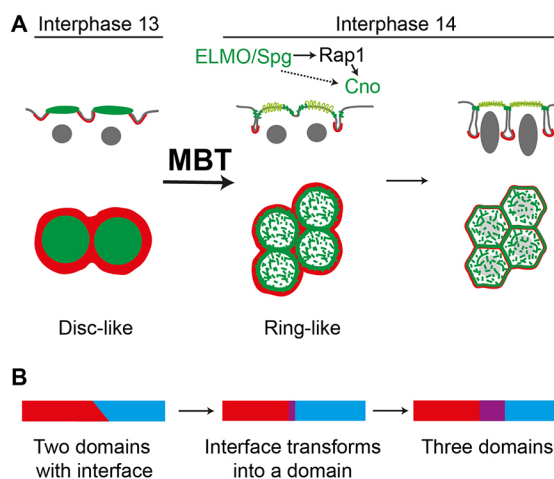 A
Interphase 13
Interphase 14
ELMO/Spg
Rap1
Cno
MBT
Disc-like
Ring-like
B
Two domains
with interface
Interface transforms
into a domain
Three domains